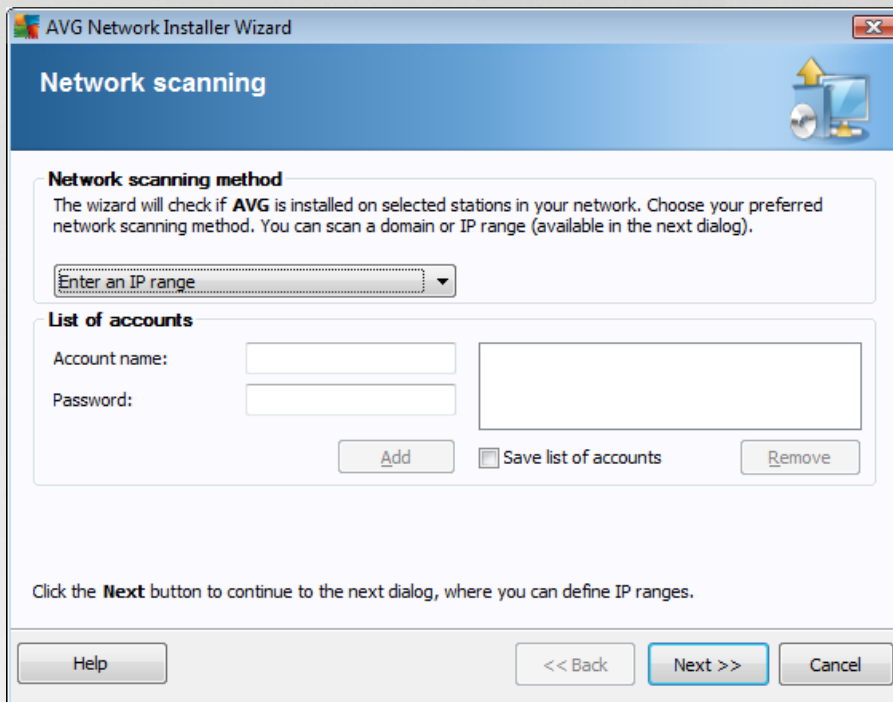 AVG Network Installer Wizard
Network scanning
Network scanning method
The wizard will check if AVG is installed on selected stations in your network. Choose your preferred
network scanning method. You can scan a domain or IP range (available in the next dialog).
Enter an IP range
List of accounts
Account name:
Password:
Add
Save list of accounts
Remove
Click the Next button to continue to the next dialog, where you can define IP ranges.
Help
<< Back
Next >>
Cancel